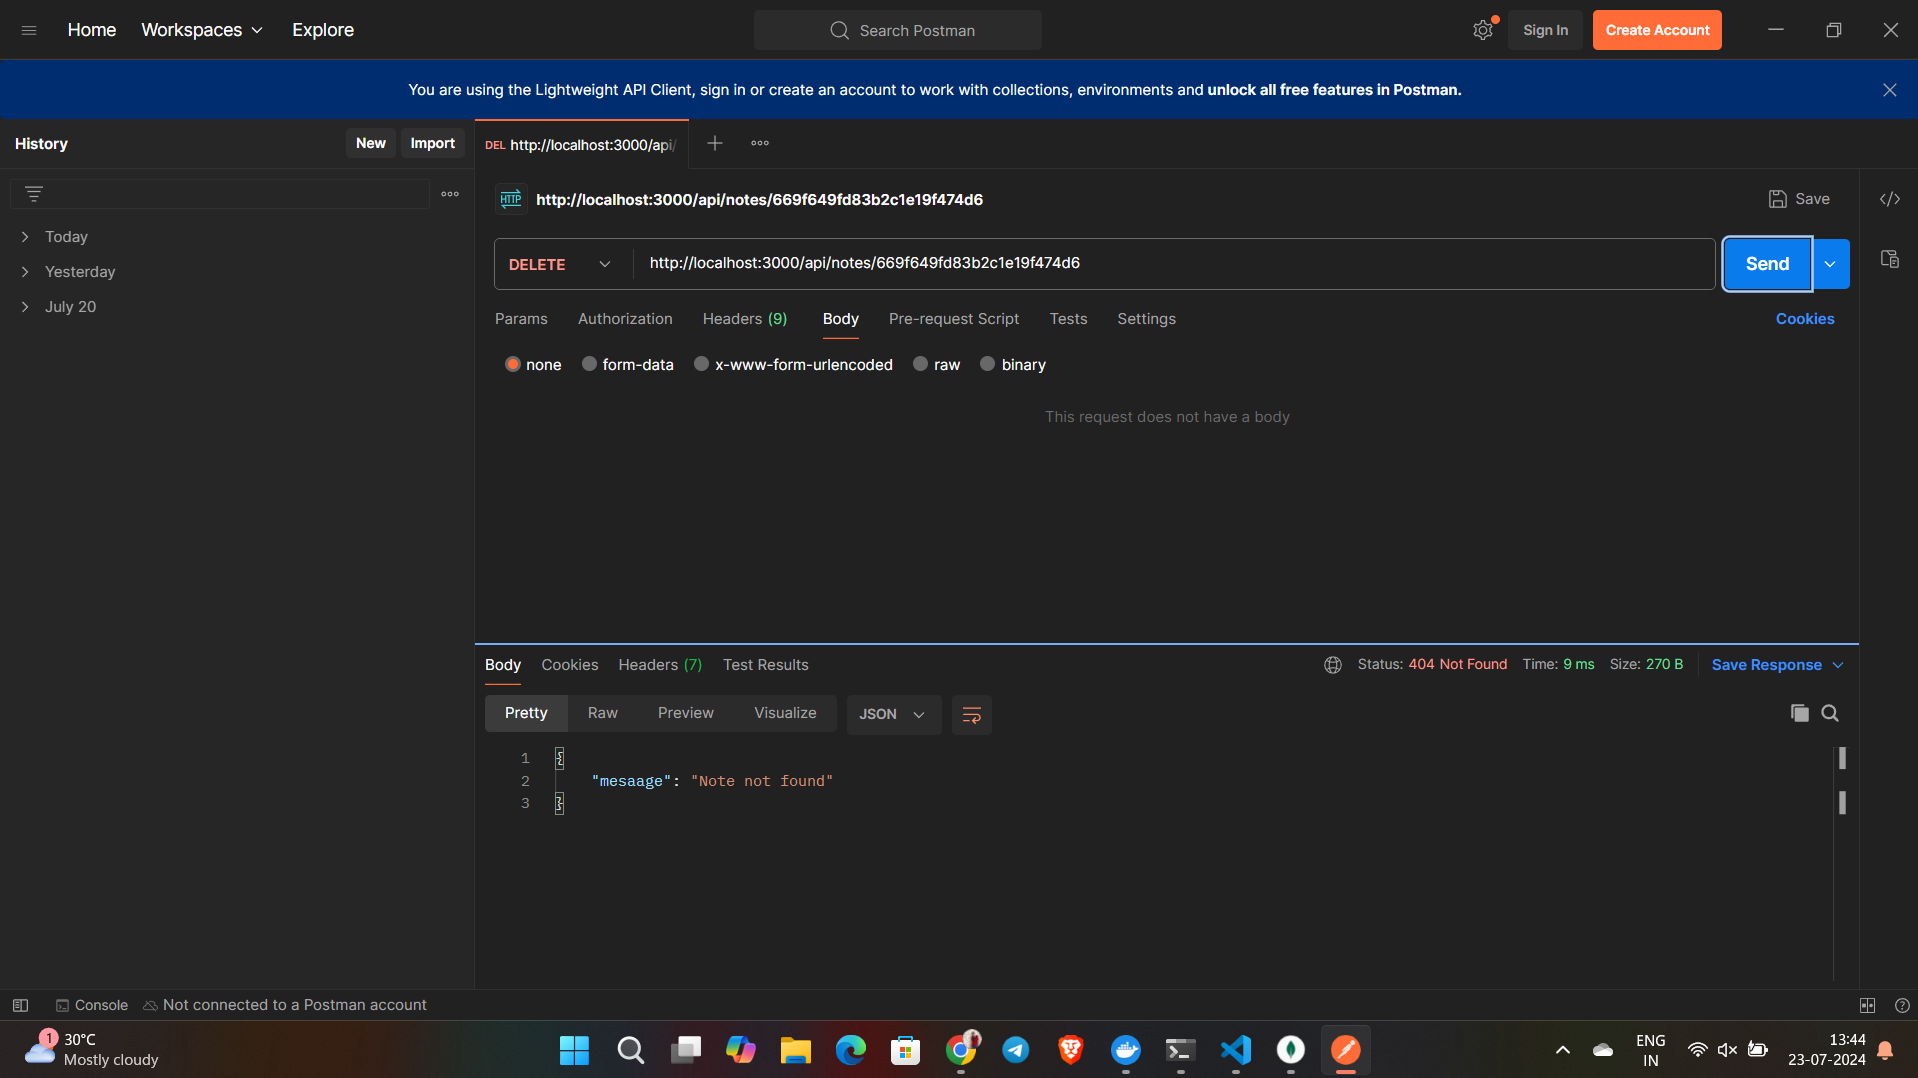 Home
Workspaces
Explore
Search Postman
Sign In
Create Account
You are using the Lightweight API Client, sign in or create an account to work with collections, environments and unlock all free features in Postman.
History
New
Import
DEL http://localhost:3000/api/
Today
Yesterday
July 20
HTTP
http://localhost:3000/api/notes/669f649fd83b2c1e19f474d6
Save
DELETE
http://localhost:3000/api/notes/669f649fd83b2c1e19f474d6
Send
Params
Authorization
Headers (9)
Body
Pre-request Script
Tests
Settings
Cookies
none
form-data
x-www-form-urlencoded
raw
binary
This request does not have a body
Body
Cookies
Headers (7)
Test Results
Status: 404 Not Found
Time: 9 ms
Size: 270 B
Save Response
Pretty
Raw
Preview
Visualize
JSON
1 {
2 "mesaage": "Note not found"
3 }
Console
Not connected to a Postman account
1
30°C
Mostly cloudy
ENG
IN
13:44
23-07-2024